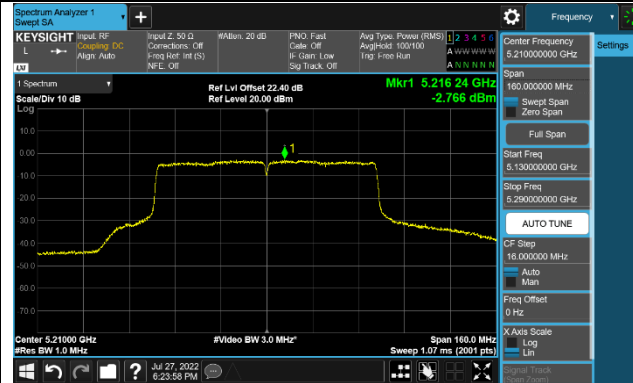 Spectrum Analyzer 1
Swept SA
Frequency
KEYSIGHT
Input: RF
Coupling: DC
Align: Auto
Input Z: 50 Ω
Corrections: Off
Freq Ref: Int (S)
NFE: Off
#Atten: 20 dB
PNO: Fast
Gate: Off
IF Gain: Low
Sig Track: Off
Avg Type: Power (RMS)
Avg|Hold: 100/100
Trig: Free Run
1 2 3 4 5 6
A W W W W W
A N N N N N
L
LXI
1 Spectrum
Scale/Div 10 dB
Log
Ref Lvl Offset 22.40 dB
Ref Level 20.00 dBm
Mkr1 5.216 24 GHz
-2.766 dBm
10.0
0.00
-10.0
-20.0
-30.0
-40.0
-50.0
-60.0
-70.0
1
Center 5.21000 GHz
#Res BW 1.0 MHz
#Video BW 3.0 MHz*
Span 160.0 MHz
Sweep 1.07 ms (2001 pts)
Jul 27, 2022
6:23:58 PM
Settings
Center Frequency
5.210000000 GHz
Span
160.000000 MHz
Swept Span
Zero Span
Full Span
Start Freq
5.130000000 GHz
Stop Freq
5.290000000 GHz
AUTO TUNE
CF Step
16.000000 MHz
Auto
Man
Freq Offset
0 Hz
X Axis Scale
Log
Lin
Signal Track
(Span Zoom)